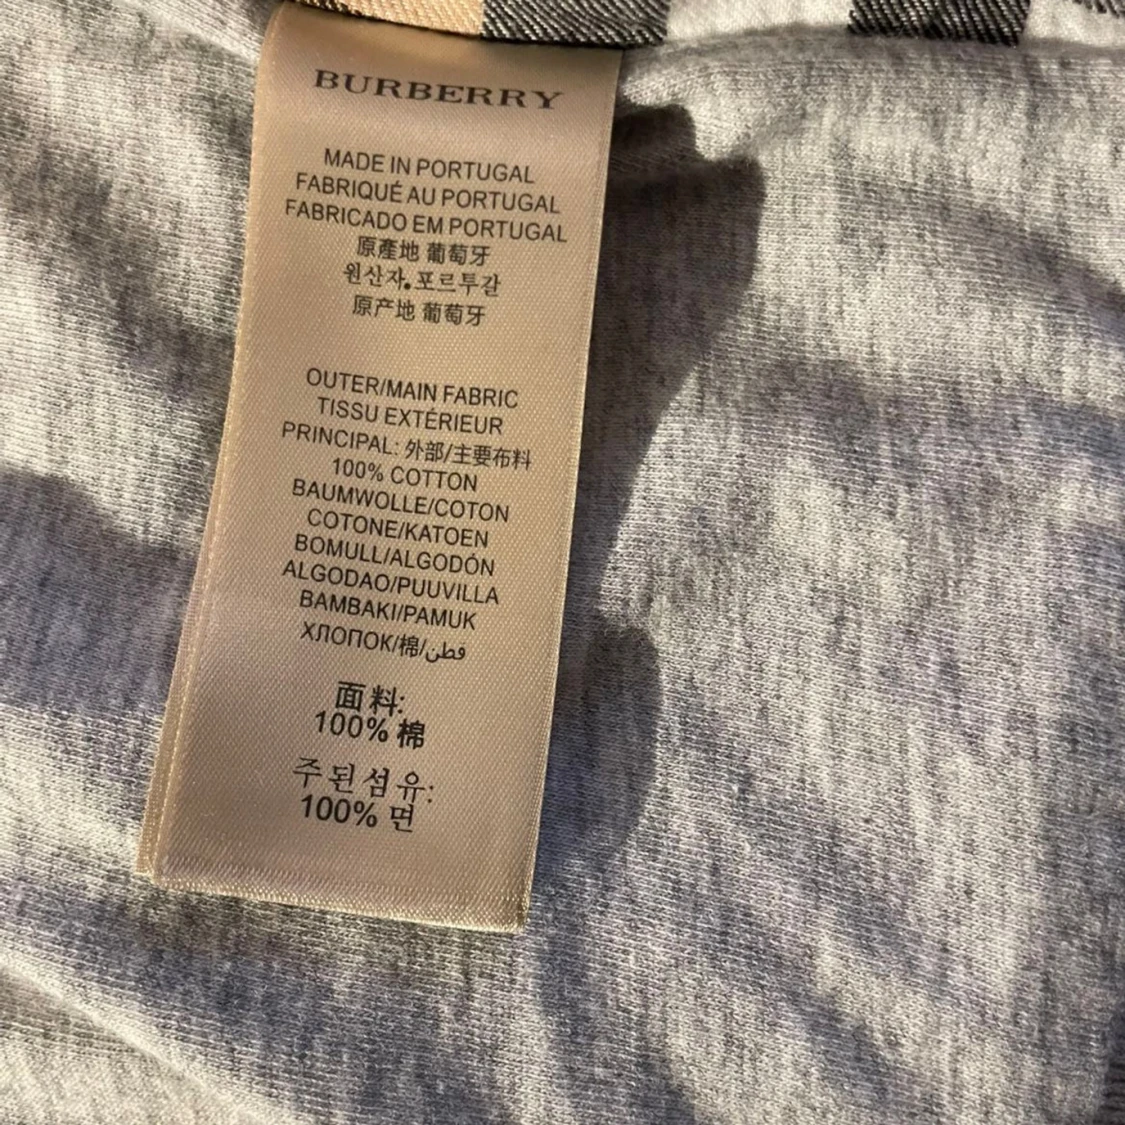 BURBERRY
MADE IN PORTUGAL
FABRIQUÉ AU PORTUGAL
FABRICADO EM PORTUGAL
原產地 葡萄牙
원산자. 포르투갈
原产地 葡萄牙
OUTER/MAIN FABRIC
TISSU EXTÉRIEUR
PRINCIPAL: 外部/主要布料
100% COTTON
BAUMWOLLE/COTON
COTONE/KATOEN
BOMULL/ALGODÓN
ALGODAO/PUUVILLA
BAMBAKI/PAMUK
ХЛОПОК/棉/قطن
面料:
100% 棉
주된섬유:
100% 면